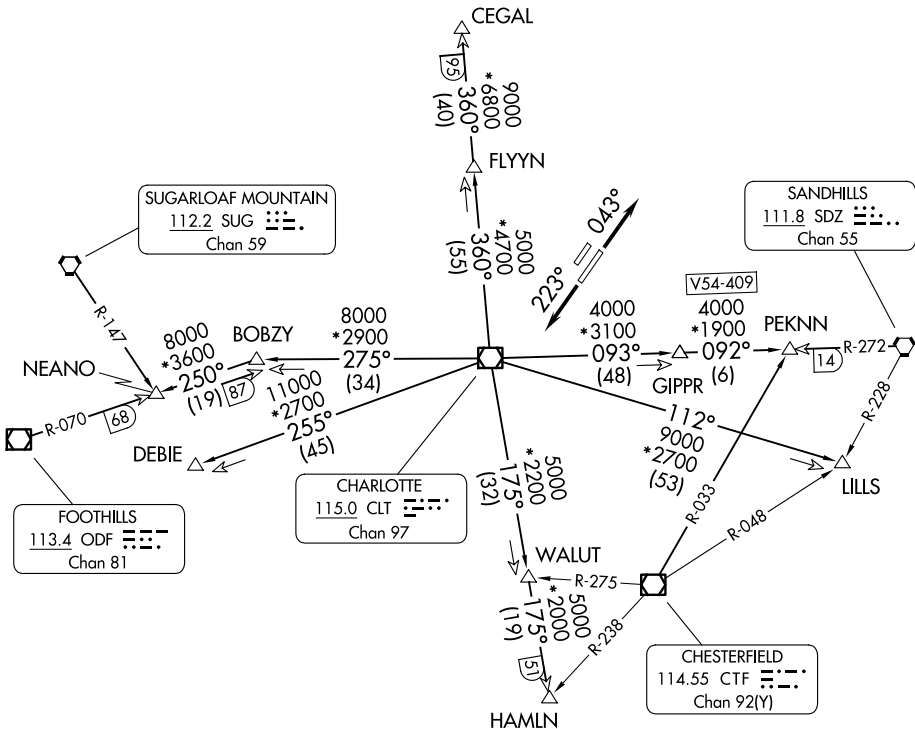 CEGAL
95
9000
*6800
360°
(40)
FLYYN
SUGARLOAF MOUNTAIN
112.2 SUG
Chan 59
SANDHILLS
111.8 SDZ
Chan 55
5000
*4700
360°
(55)
043°
223°
R-147
8000
*3600
250°
(19)
NEANO
BOBZY
87
8000
*2900
275°
(34)
4000
*3100
093°
(48)
V54-409
4000
*1900
092°
(6)
GIPPR
PEKNN
14
R-272
R-228
R-070
68
11000
*2700
255°
(45)
DEBIE
112°
9000
*2700
(53)
LILLS
FOOTHILLS
113.4 ODF
Chan 81
CHARLOTTE
115.0 CLT
Chan 97
5000
*2200
175°
(32)
R-033
R-048
WALUT
R-275
5000
*2000
175°
(19)
51
R-238
HAMLN
CHESTERFIELD
114.55 CTF
Chan 92(Y)